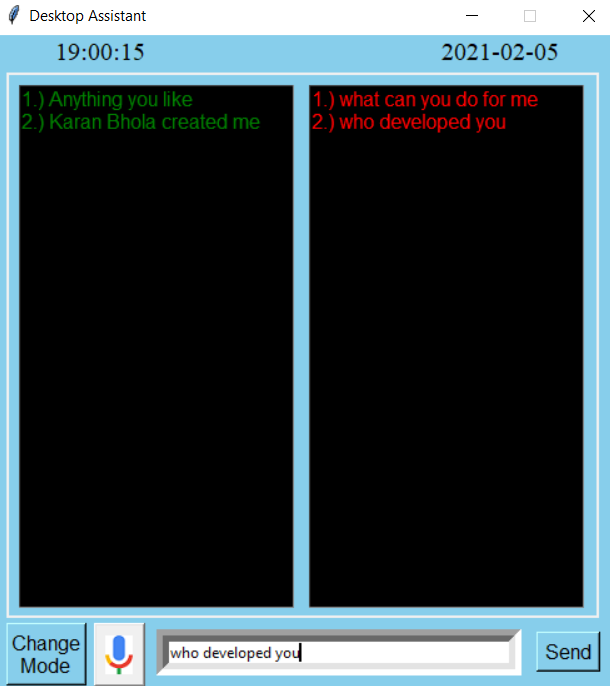 Desktop Assistant
19:00:15
2021-02-05
1.) Anything you like
2.) Karan Bhola created me
1.) what can you do for me
2.) who developed you
Change
Mode
who developed you
Send